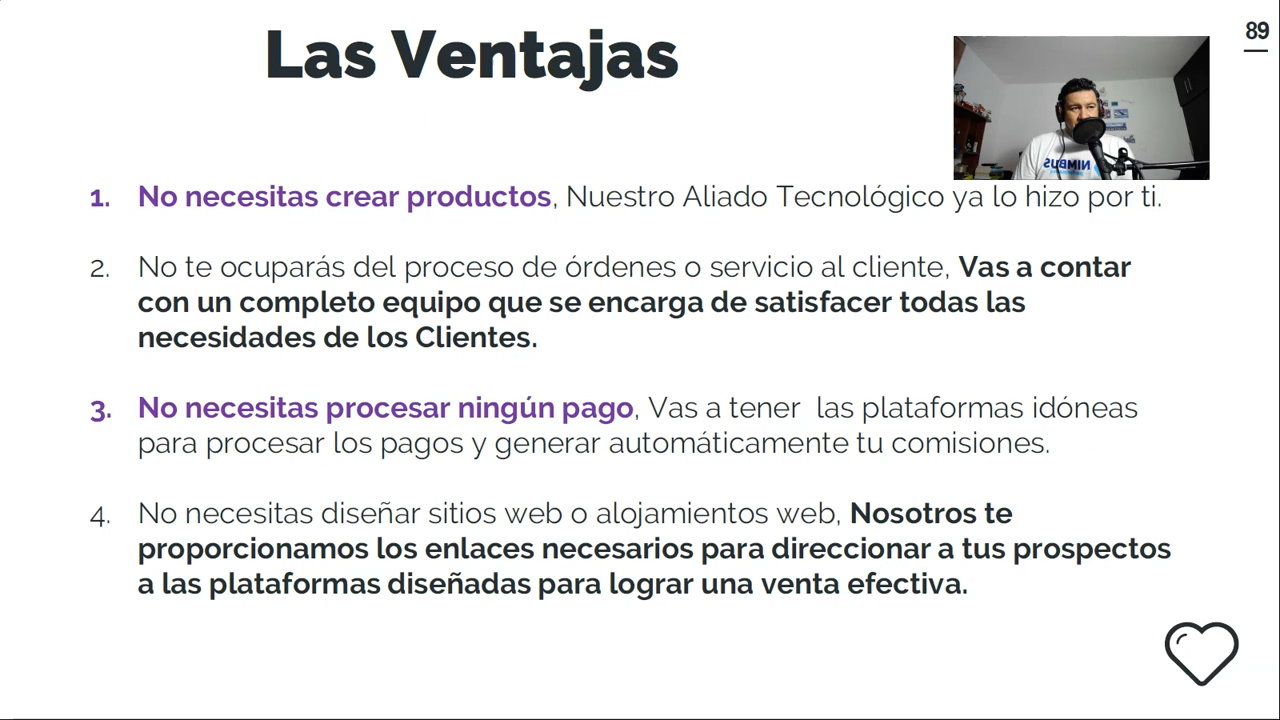 Las Ventajas
89
NIMBUS
1. No necesitas crear productos, Nuestro Aliado Tecnológico ya lo hizo por ti.
2. No te ocuparás del proceso de órdenes o servicio al cliente, Vas a contar
con un completo equipo que se encarga de satisfacer todas las
necesidades de los Clientes.
3. No necesitas procesar ningún pago, Vas a tener las plataformas idóneas
para procesar los pagos y generar automáticamente tu comisiones.
4. No necesitas diseñar sitios web o alojamientos web, Nosotros te
proporcionamos los enlaces necesarios para direccionar a tus prospectos
a las plataformas diseñadas para lograr una venta efectiva.